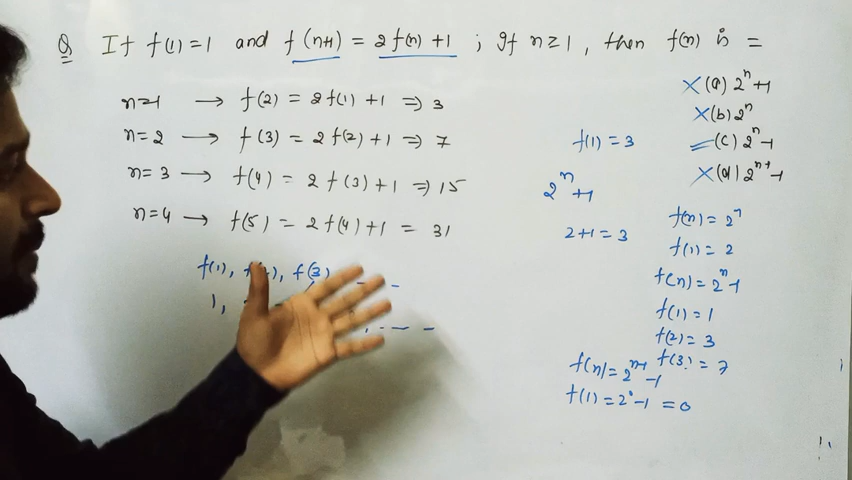 Q If f(1)=1 and f(n+1) = 2f(n)+1 ; If n≥1, then f(n) is =
(a) 2^n+1
(b) 2^n
(c) 2^n-1
(d) 2^{n-1}-1
n=1 → f(2) = 2f(1)+1 ⇒ 3
n=2 → f(3) = 2f(2)+1 ⇒ 7
n=3 → f(4) = 2f(3)+1 ⇒ 15
n=4 → f(5) = 2f(4)+1 = 31
f(1), f( ), f(3) - -
1, , -- -
f(1) = 3
2^n+1
2+1=3
f(n) = 2^n
f(1) = 2
f(n) = 2^n-1
f(1) = 1
f(2) = 3
f(3) = 7
f(n) = 2^{n-1}-1
f(1) = 2^0-1 = 0